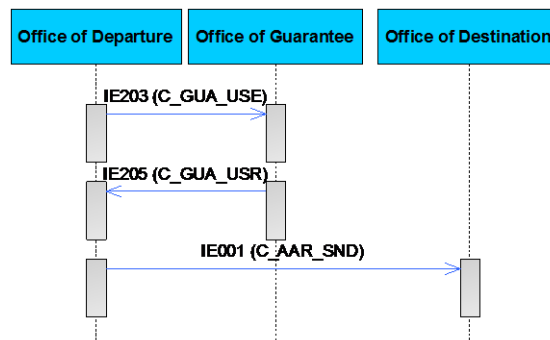 Office of Departure
Office of Guarantee
Office of Destination
IE203 (C_GUA_USE)
IE205 (C_GUA_USR)
IE001 (C_AAR_SND)